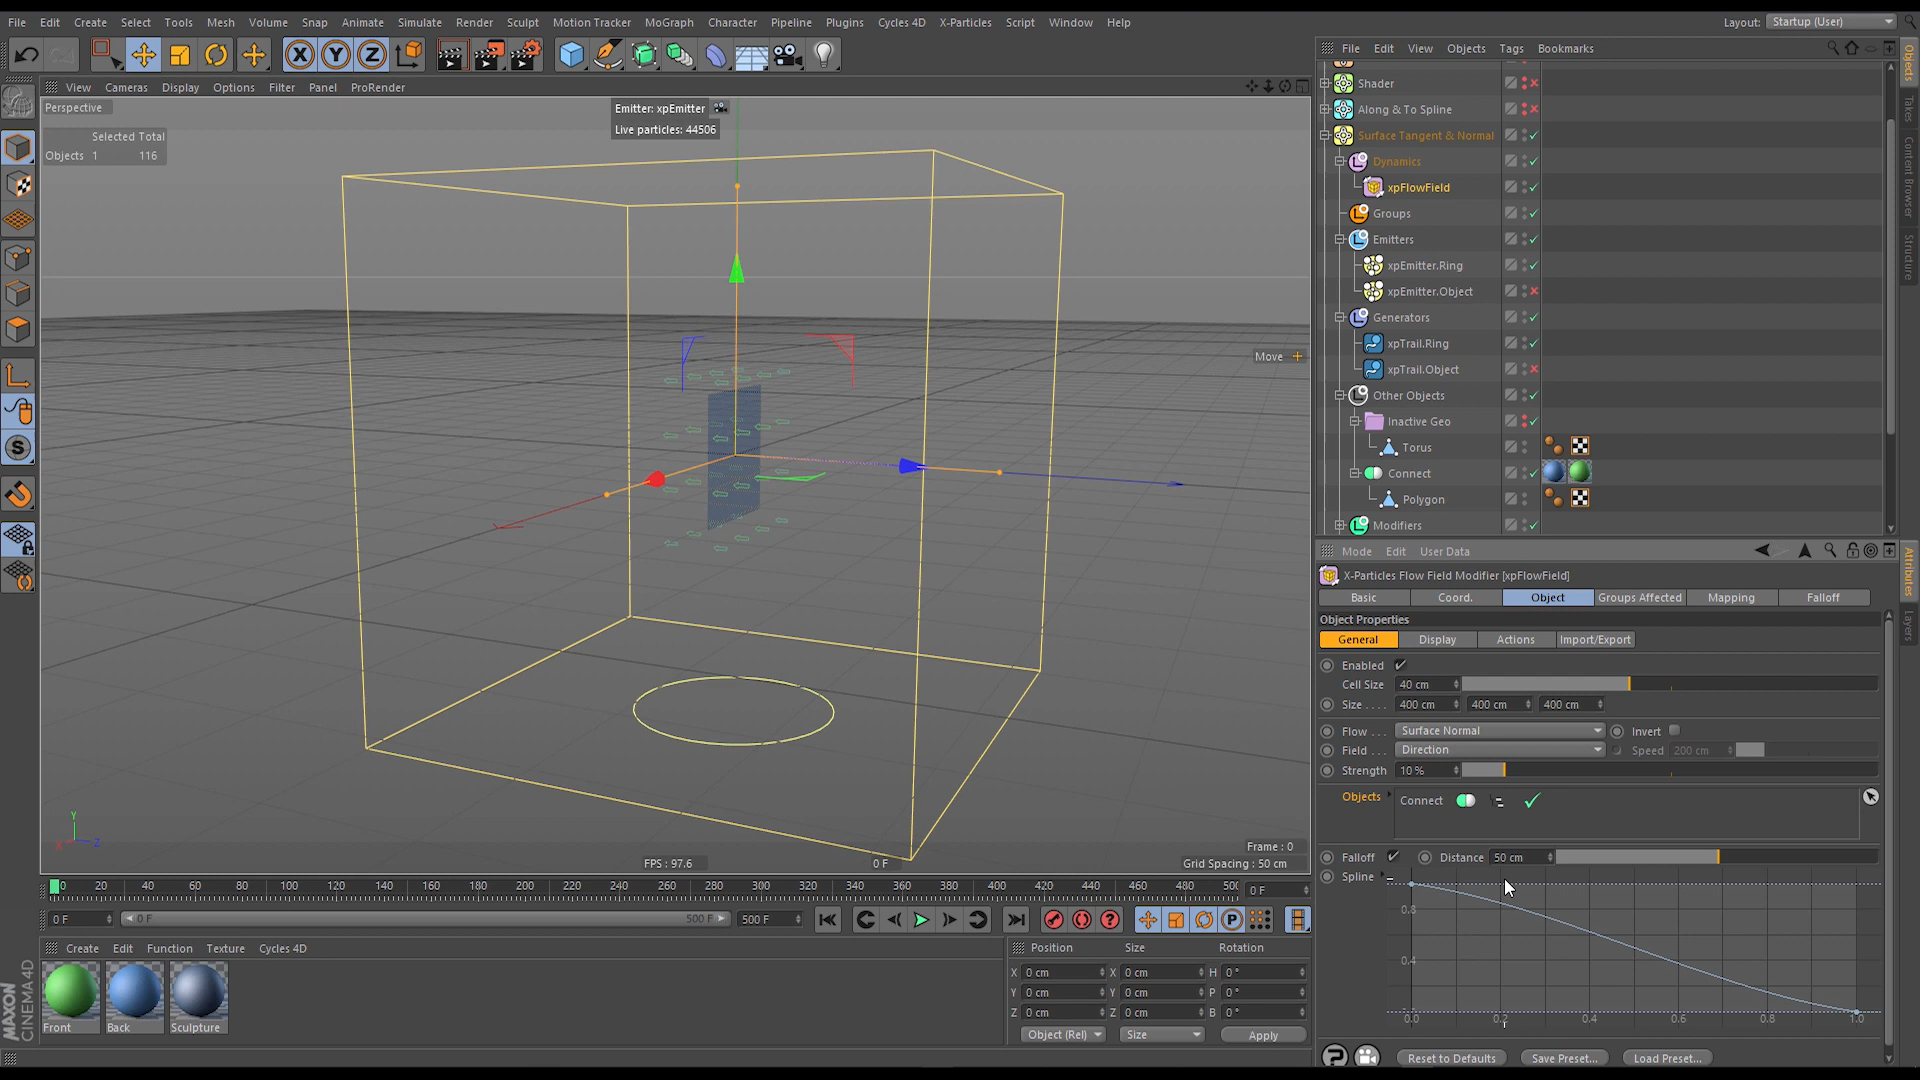 File Edit Create Select Tools Mesh Volume Snap Animate Simulate Render Sculpt Motion Tracker MoGraph Character Pipeline Plugins Cycles 4D X-Particles Script Window Help
Layout: Startup (User)
View Cameras Display Options Filter Panel ProRender
Perspective
Selected Total
Objects 1 116
Emitter: xpEmitter
Live particles: 44506
Move
Y
X Z
FPS : 97.6
0 F
Frame : 0
Grid Spacing : 50 cm
File Edit View Objects Tags Bookmarks
Shader
Along & To Spline
Surface Tangent & Normal
Dynamics
xpFlowField
Groups
Emitters
xpEmitter.Ring
xpEmitter.Object
Generators
xpTrail.Ring
xpTrail.Object
Other Objects
Inactive Geo
Torus
Connect
Polygon
Modifiers
Objects
Takes
Content Browser
Structure
Mode Edit User Data
X-Particles Flow Field Modifier [xpFlowField]
Basic Coord. Object Groups Affected Mapping Falloff
Object Properties
General Display Actions Import/Export
Enabled
Cell Size 40 cm
Size 400 cm 400 cm 400 cm
Flow Surface Normal Invert
Field Direction Speed 200 cm
Strength 10 %
Objects Connect
Falloff Distance 50 cm
Spline
0.8
0.4
0.0 0.2 0.4 0.6 0.8 1.0
Reset to Defaults Save Preset... Load Preset...
Attributes
Layers
0 20 40 60 80 100 120 140 160 180 200 220 240 260 280 300 320 340 360 380 400 420 440 460 480 500 0 F
0 F 0 F 500 F 500 F
P
Create Edit Function Texture Cycles 4D
Front Back Sculpture
Position Size Rotation
X 0 cm X 0 cm H 0 °
Y 0 cm Y 0 cm P 0 °
Z 0 cm Z 0 cm B 0 °
Object (Rel) Size Apply
MAXON
CINEMA 4D